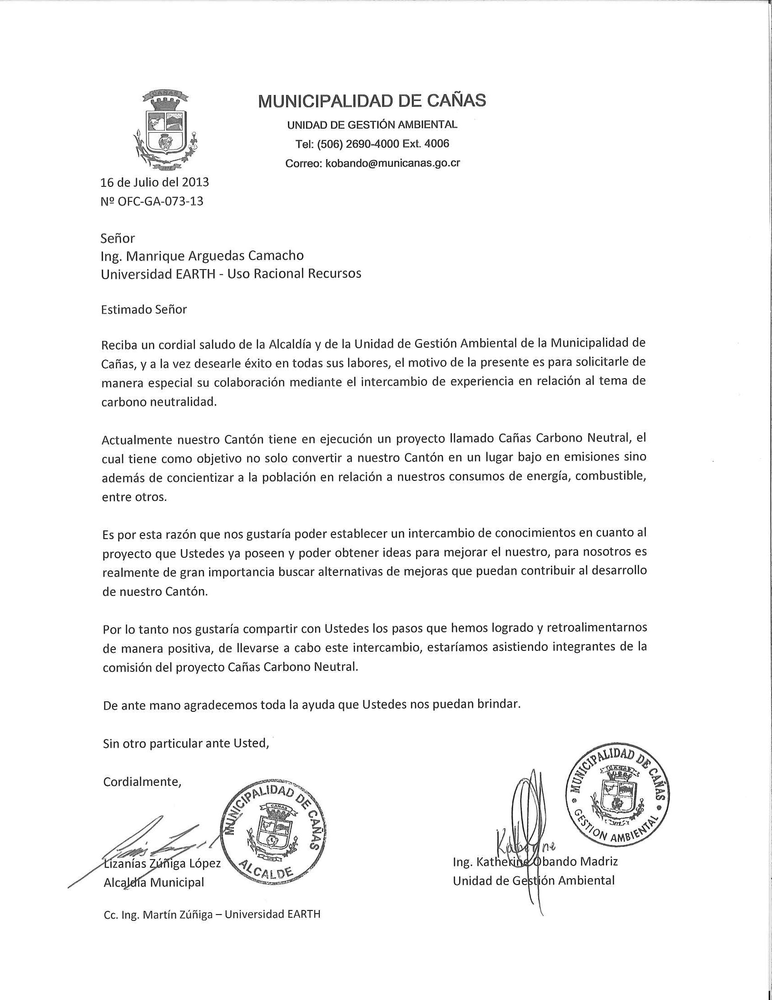 CAÑAS
MUNICIPALIDAD DE CAÑAS
UNIDAD DE GESTIÓN AMBIENTAL
Tel: (506) 2690-4000 Ext. 4006
Correo: kobando@municanas.go.cr
16 de Julio del 2013
Nº OFC-GA-073-13
Señor
Ing. Manrique Arguedas Camacho
Universidad EARTH - Uso Racional Recursos
Estimado Señor
Reciba un cordial saludo de la Alcaldía y de la Unidad de Gestión Ambiental de la Municipalidad de
Cañas, y a la vez desearle éxito en todas sus labores, el motivo de la presente es para solicitarle de
manera especial su colaboración mediante el intercambio de experiencia en relación al tema de
carbono neutralidad.
Actualmente nuestro Cantón tiene en ejecución un proyecto llamado Cañas Carbono Neutral, el
cual tiene como objetivo no solo convertir a nuestro Cantón en un lugar bajo en emisiones sino
además de concientizar a la población en relación a nuestros consumos de energía, combustible,
entre otros.
Es por esta razón que nos gustaría poder establecer un intercambio de conocimientos en cuanto al
proyecto que Ustedes ya poseen y poder obtener ideas para mejorar el nuestro, para nosotros es
realmente de gran importancia buscar alternativas de mejoras que puedan contribuir al desarrollo
de nuestro Cantón.
Por lo tanto nos gustaría compartir con Ustedes los pasos que hemos logrado y retroalimentarnos
de manera positiva, de llevarse a cabo este intercambio, estaríamos asistiendo integrantes de la
comisión del proyecto Cañas Carbono Neutral.
De ante mano agradecemos toda la ayuda que Ustedes nos puedan brindar.
Sin otro particular ante Usted,
Cordialmente,
MUNICIPALIDAD DE CAÑAS
CAÑAS
ALCALDE
MUNICIPALIDAD DE CAÑAS
GESTION AMBIENTAL
Lizanías Zúñiga López
Alcaldía Municipal
Ing. Katherine Obando Madriz
Unidad de Gestión Ambiental
Cc. Ing. Martín Zúñiga – Universidad EARTH